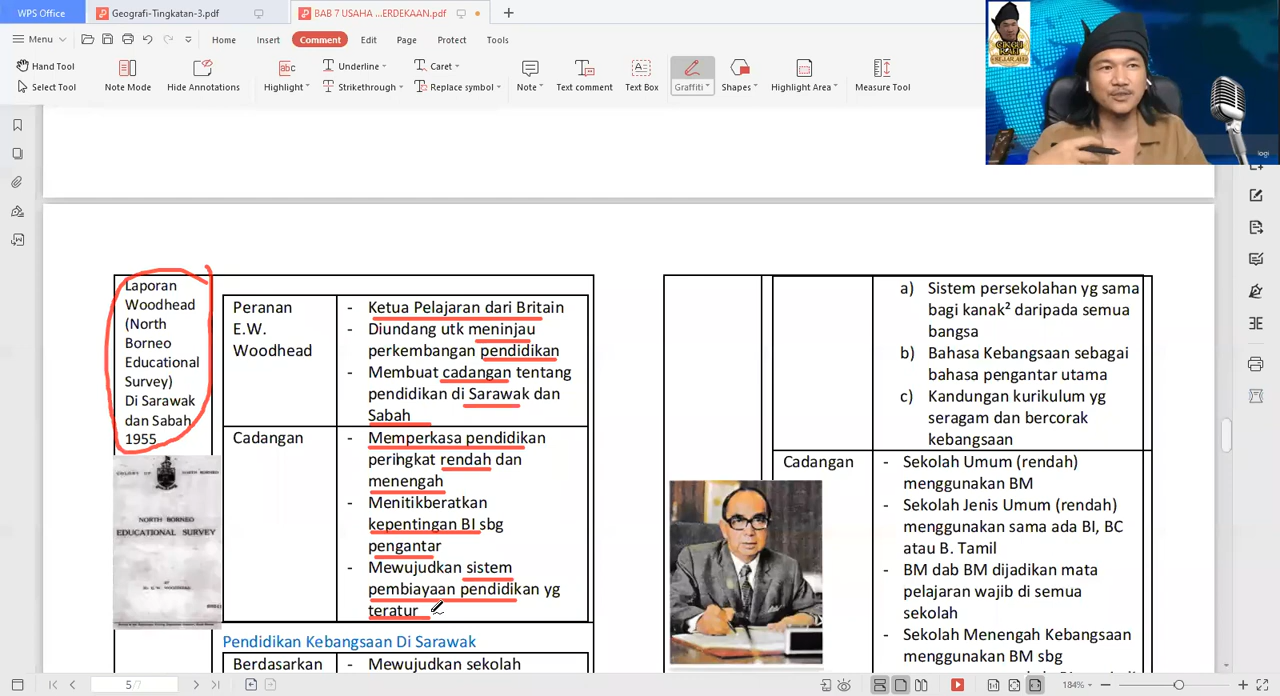 WPS Office
Geografi-Tingkatan-3.pdf
BAB 7 USAHA ...ERDEKAAN.pdf
Menu
Home
Insert
Comment
Edit
Page
Protect
Tools
Hand Tool
Select Tool
Note Mode
Hide Annotations
Highlight
Underline
Strikethrough
Caret
Replace symbol
Note
Text comment
Text Box
Graffiti
Shapes
Highlight Area
Measure Tool
CIKGU
SEJARAH
logi
Laporan
Woodhead
(North
Borneo
Educational
Survey)
Di Sarawak
dan Sabah
1955
NORTH BORNEO
EDUCATIONAL SURVEY
Peranan
E.W.
Woodhead
- Ketua Pelajaran dari Britain
- Diundang utk meninjau
perkembangan pendidikan
- Membuat cadangan tentang
pendidikan di Sarawak dan
Sabah
Cadangan
- Memperkasa pendidikan
peringkat rendah dan
menengah
- Menitikberatkan
kepentingan BI sbg
pengantar
- Mewujudkan sistem
pembiayaan pendidikan yg
teratur
Pendidikan Kebangsaan Di Sarawak
Berdasarkan
- Mewujudkan sekolah
a) Sistem persekolahan yg sama
bagi kanak² daripada semua
bangsa
b) Bahasa Kebangsaan sebagai
bahasa pengantar utama
c) Kandungan kurikulum yg
seragam dan bercorak
kebangsaan
Cadangan
- Sekolah Umum (rendah)
menggunakan BM
- Sekolah Jenis Umum (rendah)
menggunakan sama ada BI, BC
atau B. Tamil
- BM dab BM dijadikan mata
pelajaran wajib di semua
sekolah
- Sekolah Menengah Kebangsaan
menggunakan BM sbg
5/7
184%